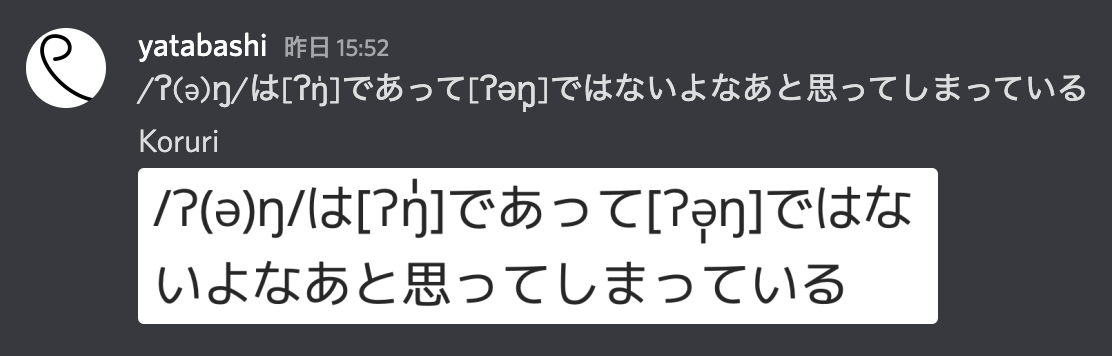 yatabashi 昨日 15:52
/ʔ(ə)ŋ/は[ʔŋ̍]であって[ʔə̩ŋ]ではないよなあと思ってしまっている
Koruri
/ʔ(ə)ŋ/は[ʔŋ̍]であって[ʔə̩ŋ]ではな
いよなあと思ってしまっている